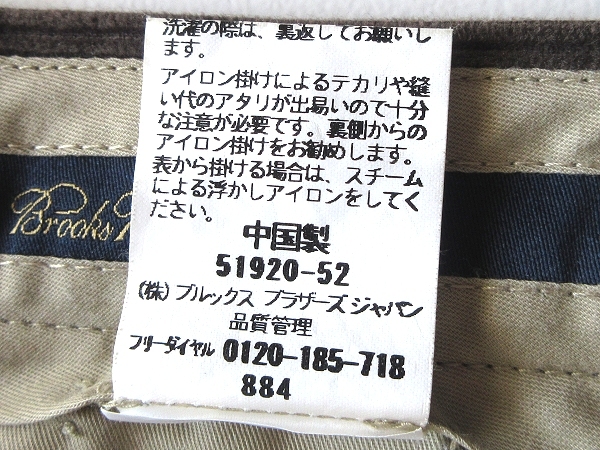 洗濯の際は、裏返してお願いし
ます。
アイロン掛けによるテカリや縫
い代のアタリが出易いので十分
な注意が必要です。裏側からの
アイロン掛けをお勧めします。
表から掛ける場合は、スチーム
による浮かしアイロンをしてく
ださい。
中国製
51920-52
(株) ブルックス ブラザーズ ジャパン
品質管理
フリーダイヤル 0120-185-718
884
Brooks